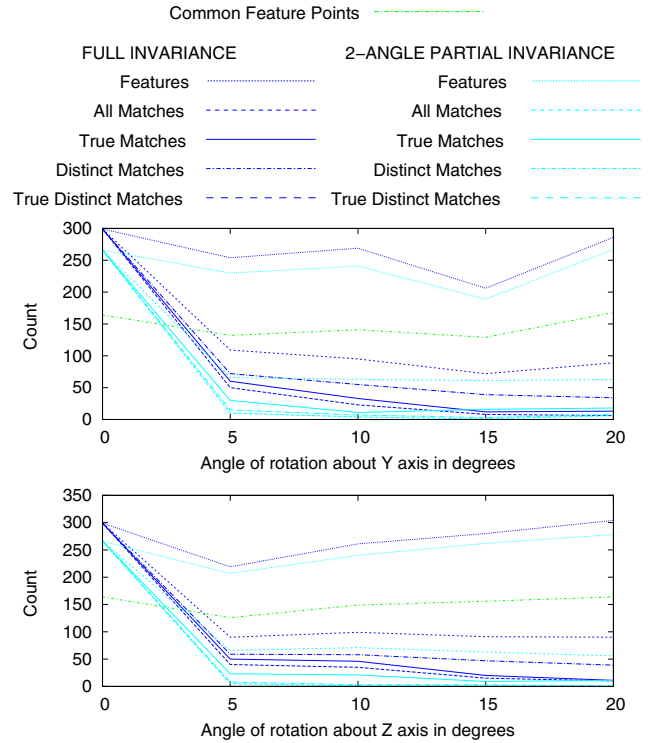 Common Feature Points
FULL INVARIANCE
Features
All Matches
True Matches
Distinct Matches
True Distinct Matches
2−ANGLE PARTIAL INVARIANCE
Features
All Matches
True Matches
Distinct Matches
True Distinct Matches
300
250
200
150
100
50
0
Count
0 5 10 15 20
Angle of rotation about Y axis in degrees
350
300
250
200
150
100
50
0
Count
0 5 10 15 20
Angle of rotation about Z axis in degrees